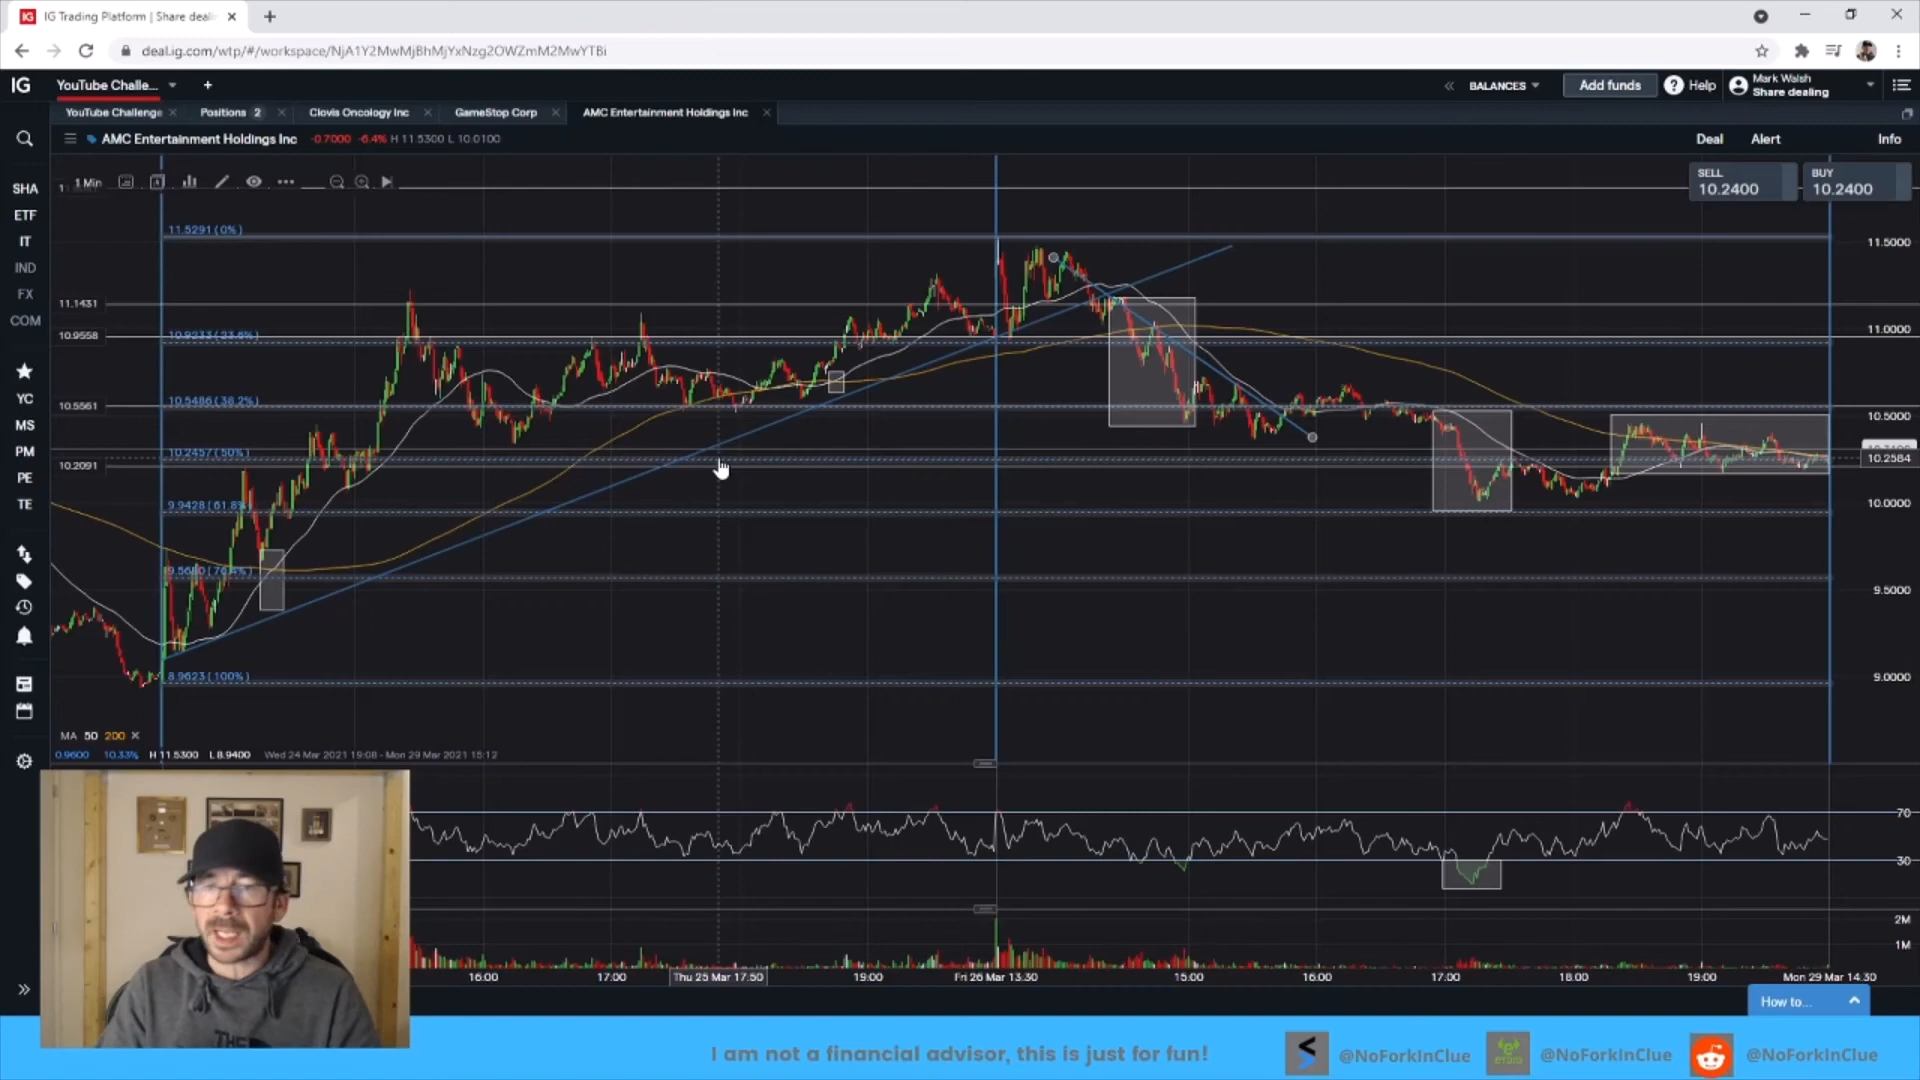 IG Trading Platform | Share deali
deal.ig.com/wtp/#/workspace/NjA1Y2MwMjBhMjYxNzg2OWZmM2MwYTBi
IG YouTube Challe... BALANCES Add funds Help Mark Walsh
Share dealing
YouTube Challenge Positions 2 Clovis Oncology Inc GameStop Corp AMC Entertainment Holdings Inc
AMC Entertainment Holdings Inc -0.7000 -6.4% H 11.5300 L 10.0100 Deal Alert Info
1 Min
SELL BUY
10.2400 10.2400
SHA
ETF
IT
IND
FX
COM
YC
MS
PM
PE
TE
11.5291 (0%)
11.1431
10.9558
10.9233 (23.6%)
10.5561
10.5486 (38.2%)
10.2457 (50%)
10.2091
9.9428 (61.8%)
8.9623 (100%)
11.5000
11.0000
10.5000
10.2584
10.0000
9.5000
9.0000
MA 50 200
0.9600 10.33% H 11.5300 L 8.9400 Wed 24 Mar 2021 19:08 - Mon 29 Mar 2021 15:12
70
30
2M
1M
16:00 17:00 Thu 25 Mar 17:50 19:00 Fri 26 Mar 13:30 15:00 16:00 17:00 18:00 19:00 Mon 29 Mar 14:30
How to...
THE
I am not a financial advisor, this is just for fun! @NoForkInClue @NoForkInClue @NoForkInClue